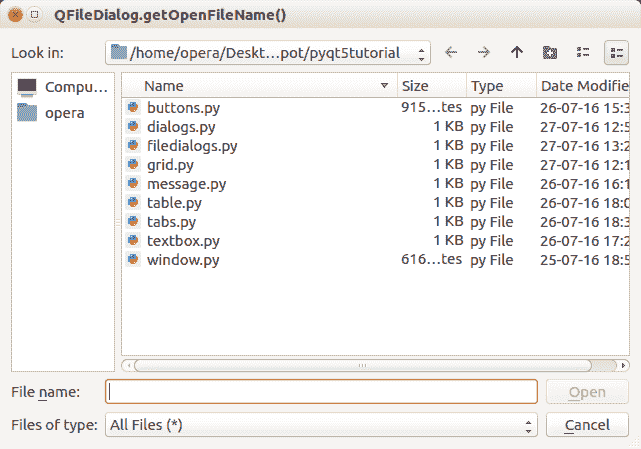 QFileDialog.getOpenFileName()
Look in: /home/opera/Deskt...pot/pyqt5tutorial
Compu...
opera
Name Size Type Date Modifie
buttons.py 915...tes py File 26-07-16 15:3
dialogs.py 1 KB py File 27-07-16 12:5
filedialogs.py 1 KB py File 27-07-16 13:2
grid.py 1 KB py File 27-07-16 12:1
message.py 1 KB py File 26-07-16 16:1
table.py 1 KB py File 26-07-16 18:0
tabs.py 1 KB py File 26-07-16 18:3
textbox.py 1 KB py File 26-07-16 17:2
window.py 616...tes py File 25-07-16 18:5
File name: Open
Files of type: All Files (*) Cancel